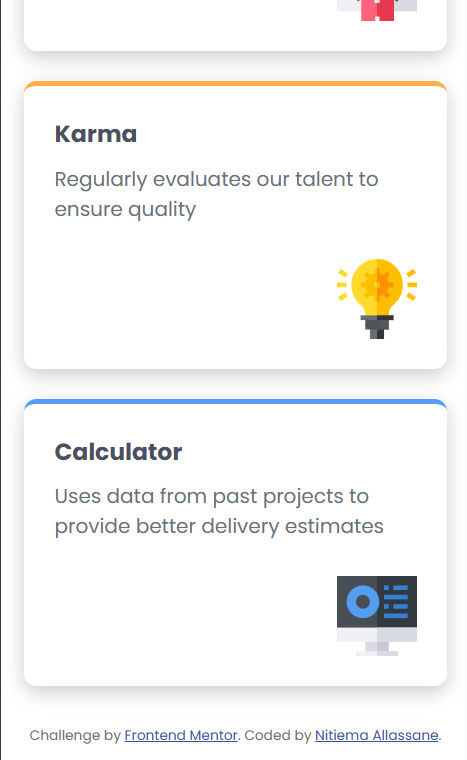 Karma
Regularly evaluates our talent to
ensure quality
Calculator
Uses data from past projects to
provide better delivery estimates
Challenge by Frontend Mentor. Coded by Nitiema Allassane.